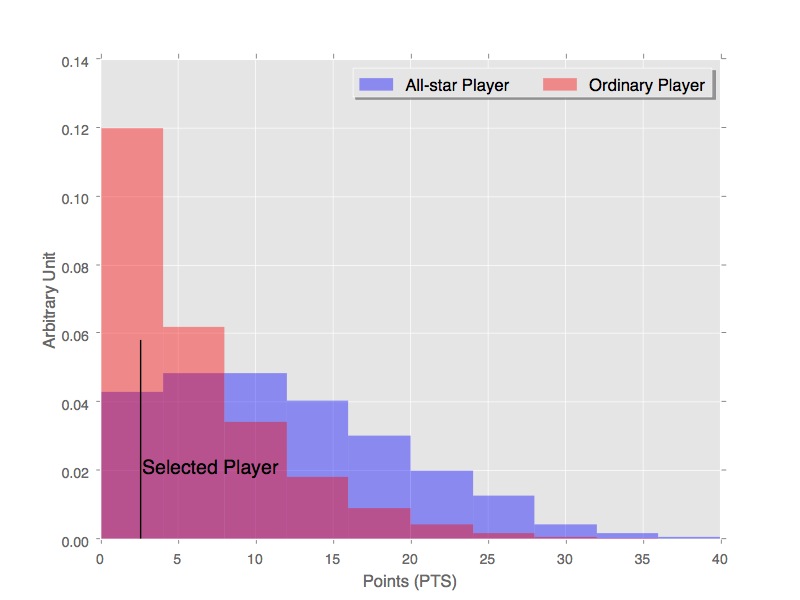 All-star Player Ordinary Player
0.14
0.12
0.10
0.08
0.06
0.04
0.02
0.00
Arbitrary Unit
Selected Player
0 5 10 15 20 25 30 35 40
Points (PTS)